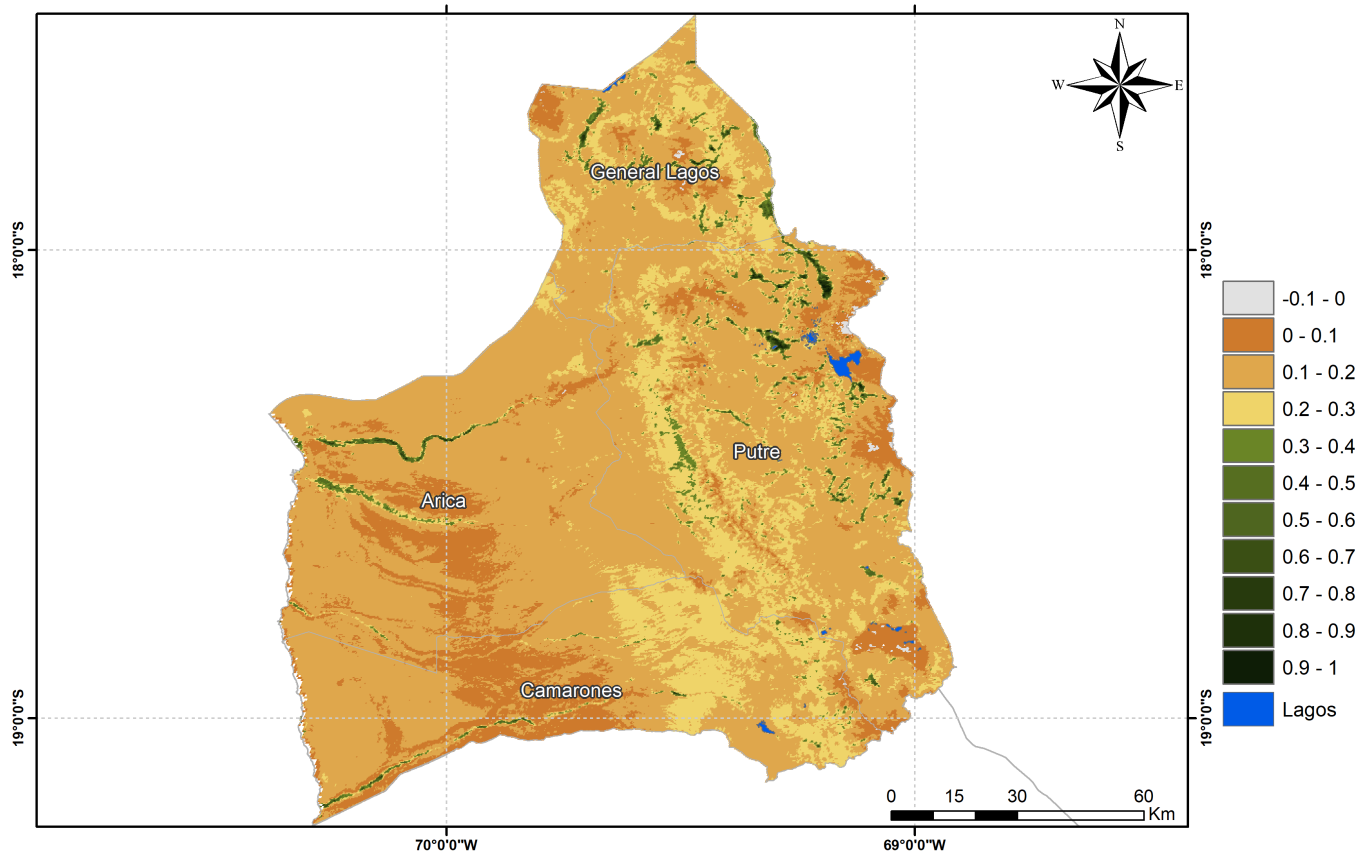 N
W
E
S
General Lagos
Putre
Arica
Camarones
18°0'0"S
18°0'0"S
19°0'0"S
19°0'0"S
70°0'0"W
69°0'0"W
0 15 30 60
Km
-0.1 - 0
0 - 0.1
0.1 - 0.2
0.2 - 0.3
0.3 - 0.4
0.4 - 0.5
0.5 - 0.6
0.6 - 0.7
0.7 - 0.8
0.8 - 0.9
0.9 - 1
Lagos